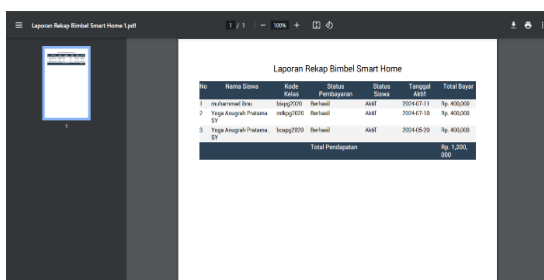 Laporan Rekap Bimbel Smart Home 1.pdf
1 / 1
100%
1
Laporan Rekap Bimbel Smart Home
No Nama Siswa Kode Kelas Status Pembayaran Status Siswa Tanggal Aktif Total Bayar
1 muhammad ibnu bispg2020 Berhasil Aktif 2024-07-11 Rp. 400,000
2 Yoga Anugrah Pratama. SY mtkpg2020 Berhasil Aktif 2024-07-10 Rp. 400,000
3 Yoga Anugrah Pratama. SY bcapg2020 Berhasil Aktif 2024-05-20 Rp. 400,000
Total Pendapatan Rp. 1,200,000